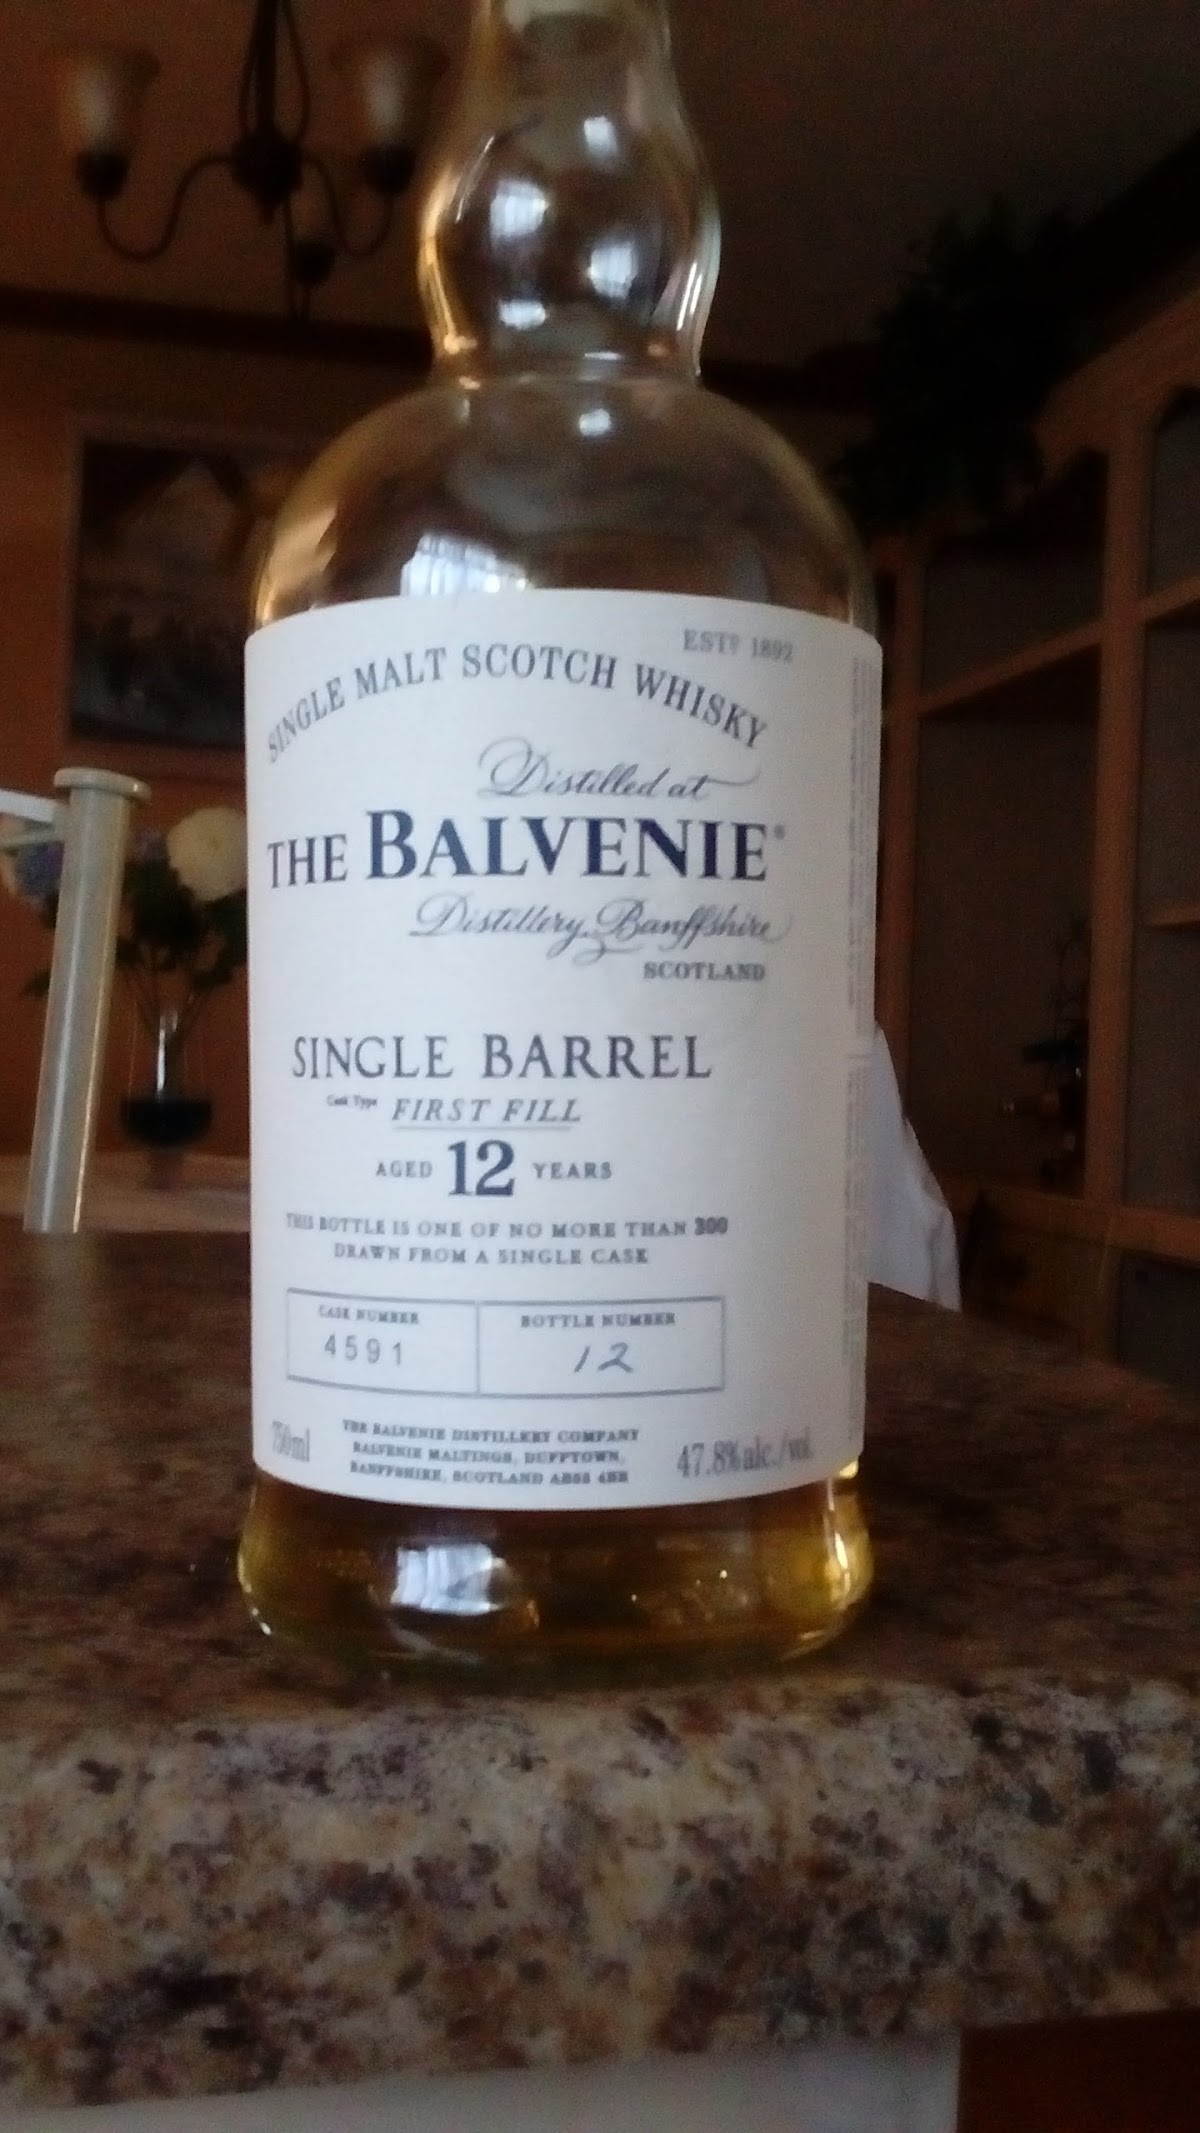 ESTD 1892
SINGLE MALT SCOTCH WHISKY
Distilled at
THE BALVENIE®
Distillery, Banffshire
SCOTLAND
SINGLE BARREL
Cask Type FIRST FILL
AGED 12 YEARS
THIS BOTTLE IS ONE OF NO MORE THAN 300
DRAWN FROM A SINGLE CASK
CASK NUMBER
4591
BOTTLE NUMBER
12
750ml
THE BALVENIE DISTILLERY COMPANY
BALVENIE MALTINGS, DUFFTOWN,
BANFFSHIRE, SCOTLAND AB55 4BB
47.8%alc./vol.